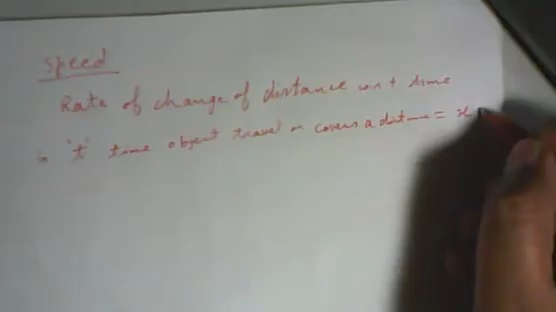 Speed
Rate of change of distance w.r.t time
in 't' time object travel or covers a distance = x